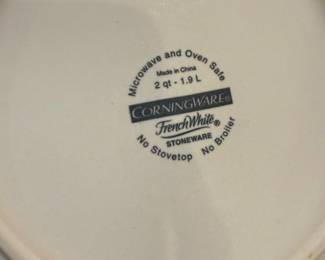 Microwave and Oven Safe
Made in China
2 qt - 1.9 L
CORNINGWARE®
French White®
STONEWARE
No Stovetop No Broiler